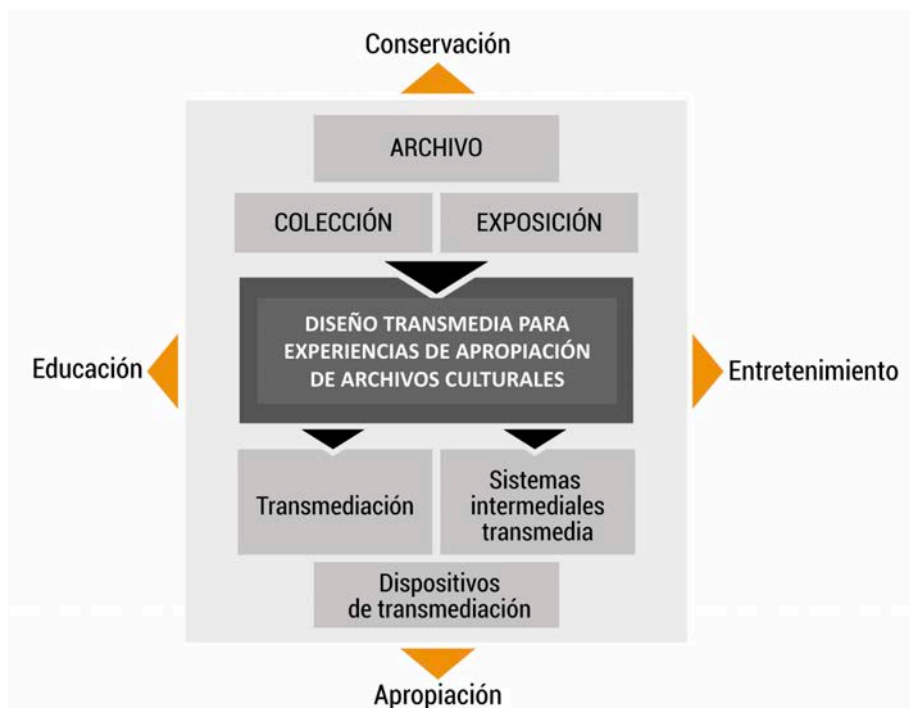 Conservación
ARCHIVO
COLECCIÓN
EXPOSICIÓN
DISEÑO TRANSMEDIA PARA
EXPERIENCIAS DE APROPIACIÓN
DE ARCHIVOS CULTURALES
Educación
Entretenimiento
Transmediación
Sistemas
intermediales
transmedia
Dispositivos
de transmediación
Apropiación